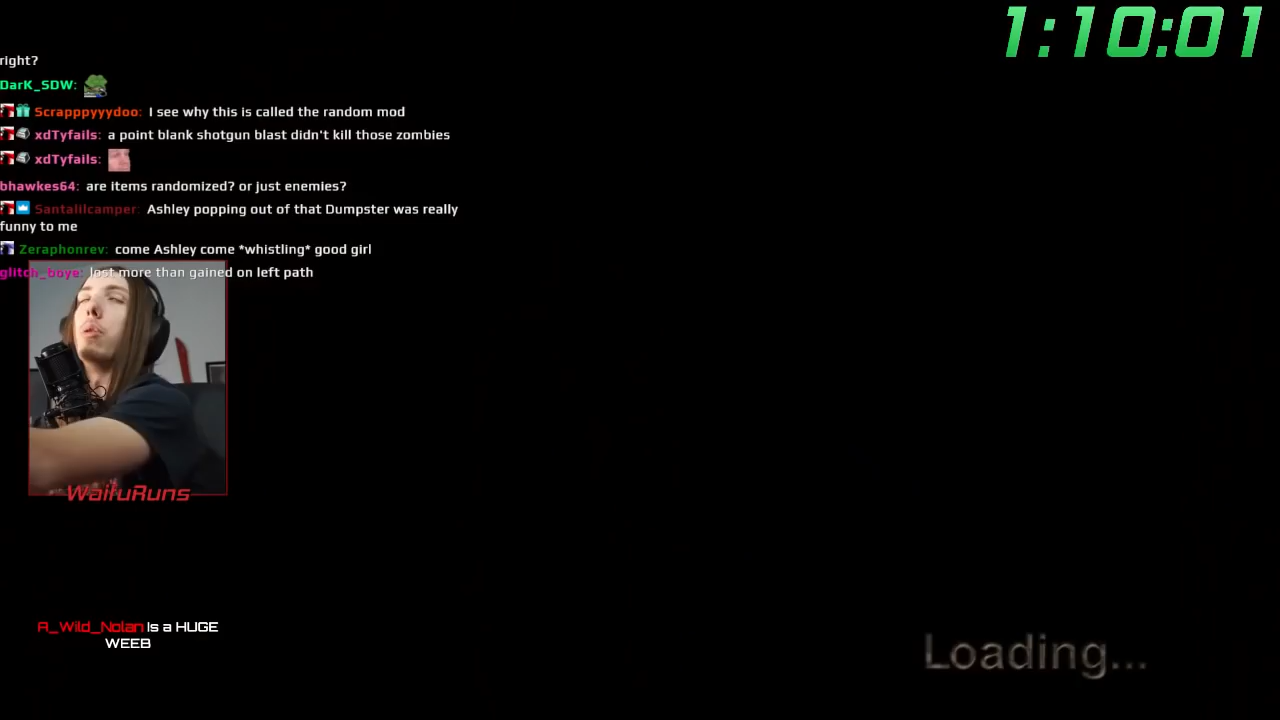 1:10:01
right?
DarK_SDW:
Scrapppyyydoo: I see why this is called the random mod
xdTyfails: a point blank shotgun blast didn't kill those zombies
xdTyfails:
bhawkes64: are items randomized? or just enemies?
Santalilcamper: Ashley popping out of that Dumpster was really
funny to me
Zeraphonrev: come Ashley come *whistling* good girl
glitch_boye: lost more than gained on left path
WaifuRuns
A_Wild_Nolan Is a HUGE
WEEB
Loading...